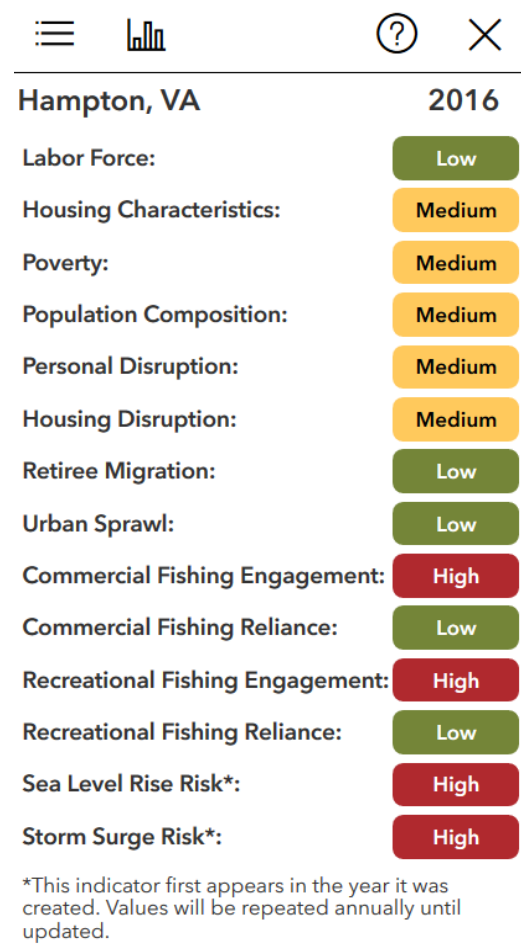 ?
Hampton, VA 2016
Labor Force: Low
Housing Characteristics: Medium
Poverty: Medium
Population Composition: Medium
Personal Disruption: Medium
Housing Disruption: Medium
Retiree Migration: Low
Urban Sprawl: Low
Commercial Fishing Engagement: High
Commercial Fishing Reliance: Low
Recreational Fishing Engagement: High
Recreational Fishing Reliance: Low
Sea Level Rise Risk*: High
Storm Surge Risk*: High
*This indicator first appears in the year it was
created. Values will be repeated annually until
updated.